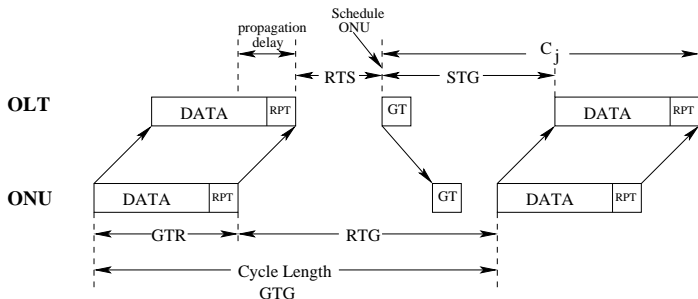 Schedule
ONU
propagation
delay
C j
RTS
STG
OLT
DATA
RPT
GT
DATA
RPT
ONU
DATA
RPT
GT
DATA
RPT
GTR
RTG
Cycle Length
GTG